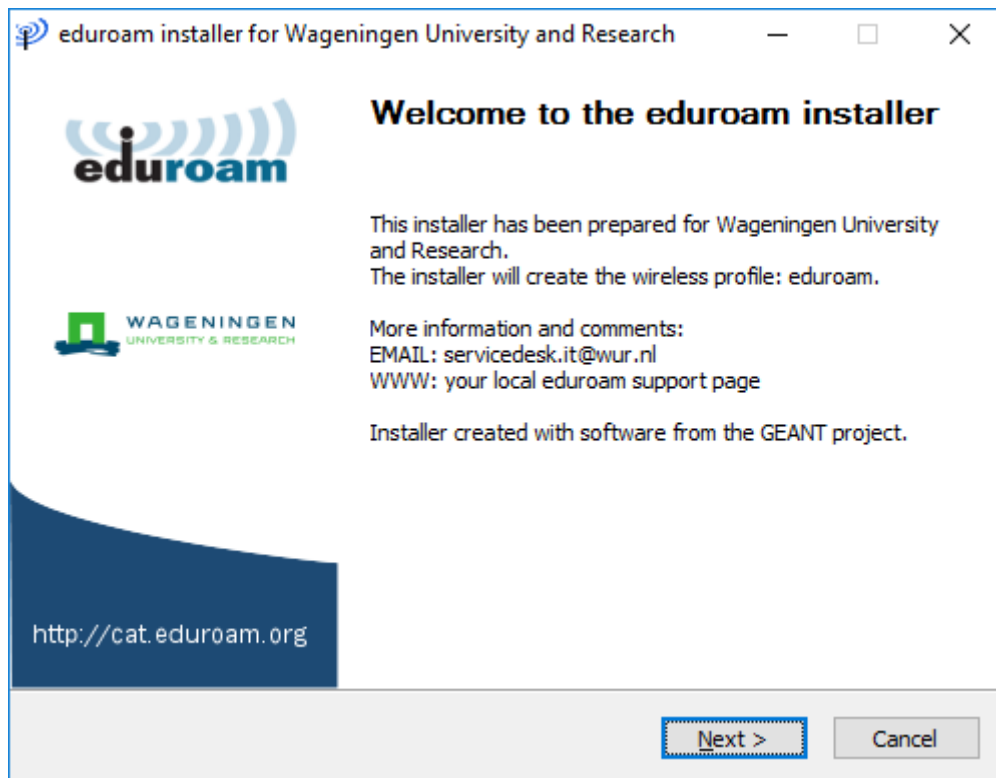 eduroam installer for Wageningen University and Research
eduroam
WAGENINGEN
UNIVERSITY & RESEARCH
http://cat.eduroam.org
Welcome to the eduroam installer
This installer has been prepared for Wageningen University
and Research.
The installer will create the wireless profile: eduroam.
More information and comments:
EMAIL: servicedesk.it@wur.nl
WWW: your local eduroam support page
Installer created with software from the GEANT project.
Next >
Cancel